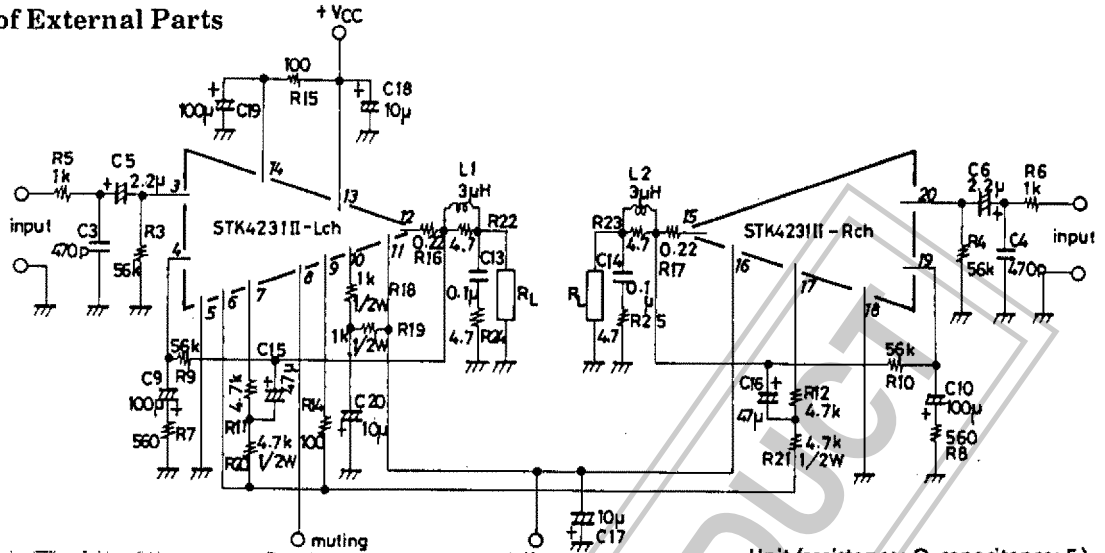 of External Parts
+ VCC
100
R15
100μ
C19
C18
10μ
R5
1k
C5
2.2μ
C3
470p
R3
56k
input
3
4
5
6
7
8
9
10
11
12
13
14
STK4231II-Lch
0.22
R16
L1
3μH
4.7
R22
C13
0.1μ
4.7
R24
RL
1k
1/2W
R18
1k
1/2W
R19
56k
R9
C9
100μ
R7
560
C15
47μ
4.7k
R11
4.7k
1/2W
R20
R14
100
C20
10μ
muting
10μ
C17
L2
3μH
R23
4.7
0.22
R17
C14
0.1
μ
R25
4.7
RL
15
16
17
18
19
20
STK4231II-Rch
C6
2.2μ
R6
1k
R4
56k
C4
470p
input
56k
R10
C16
47μ
R12
4.7k
4.7k
1/2W
R21
C10
100μ
560
R8
DUCT